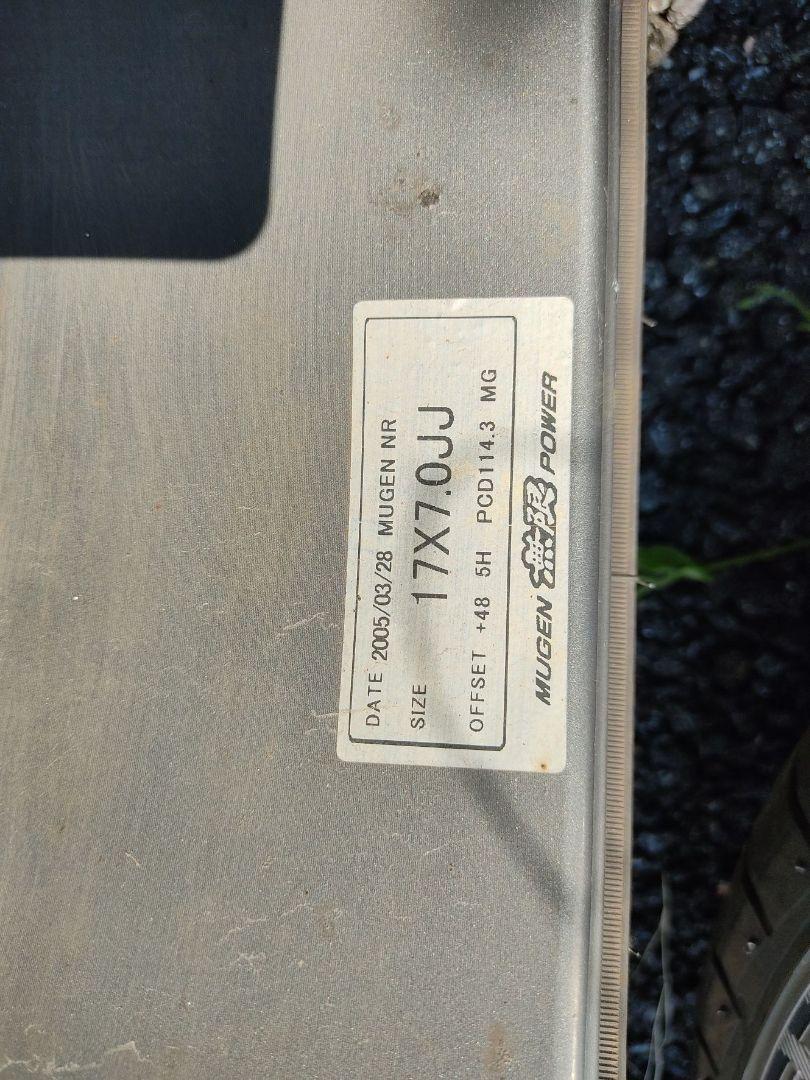 DATE 2005/03/28 MUGEN NR
SIZE 17X7.0JJ
OFFSET +48 5H PCD114.3 MG
MUGEN 無限 POWER